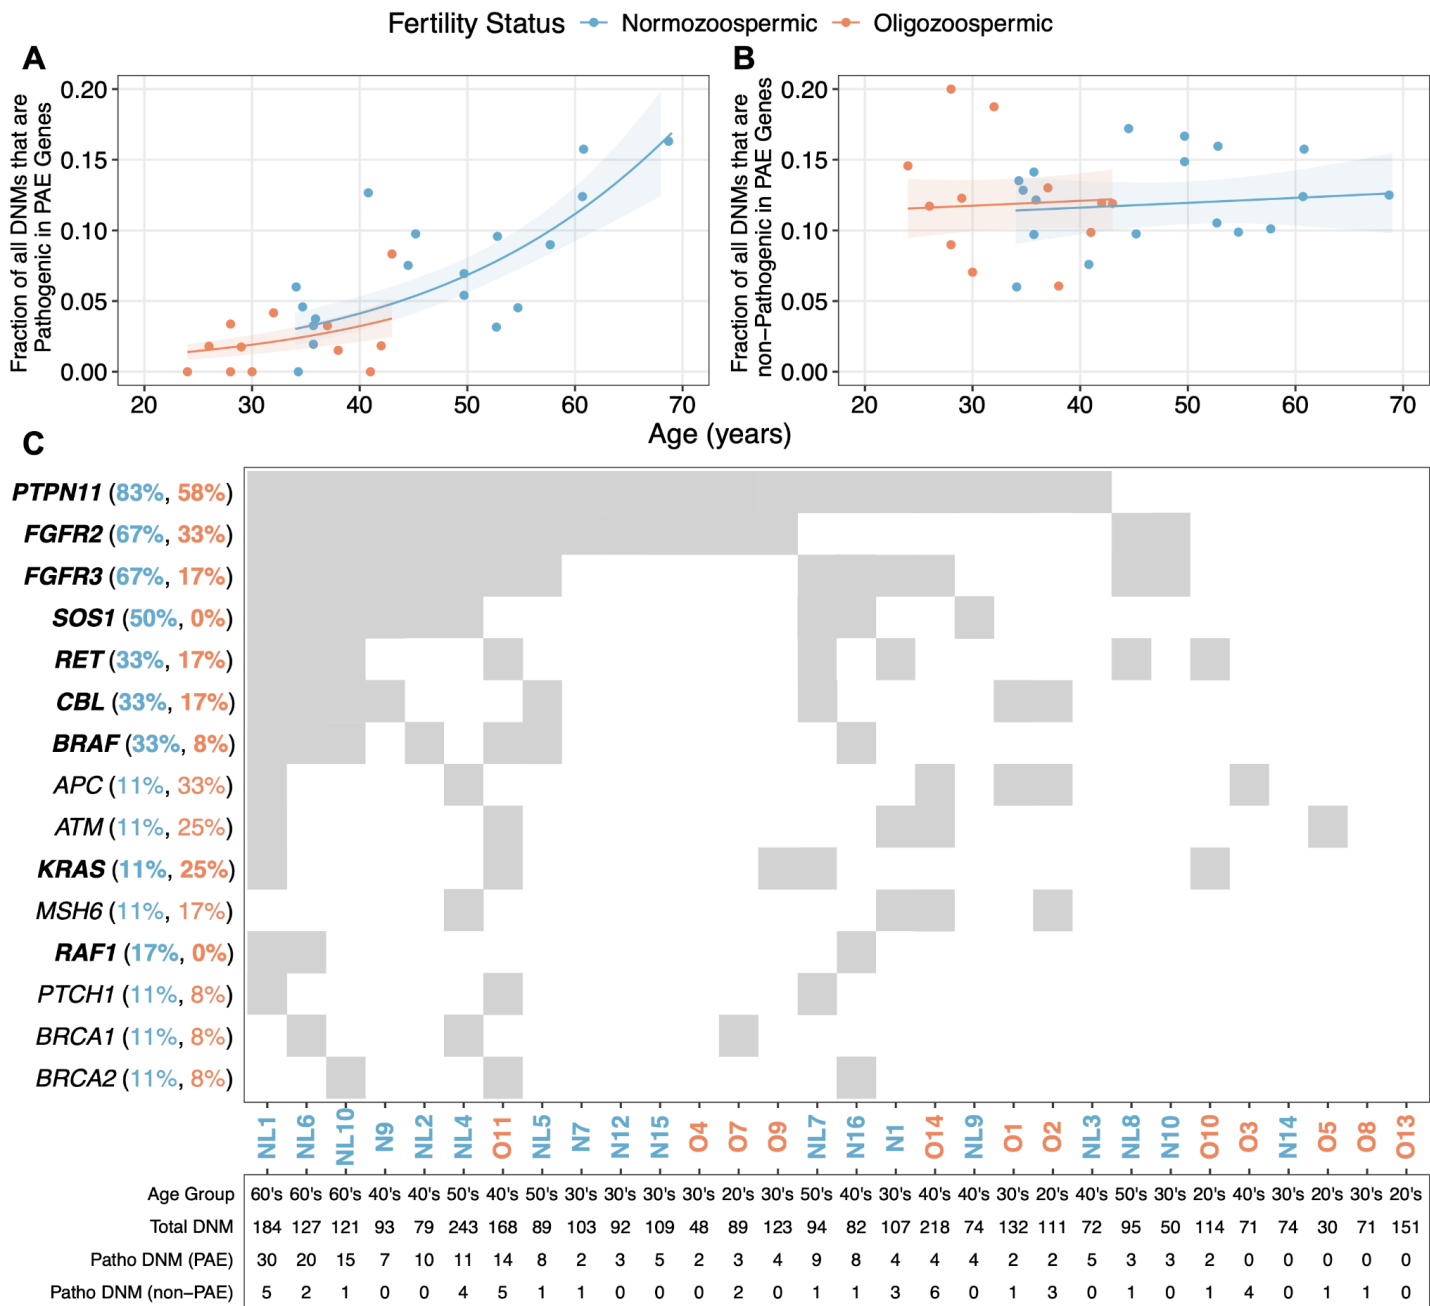 Fertility Status Normozoospermic Oligozoospermic
A
Fraction of all DNMs that are
Pathogenic in PAE Genes
0.20
0.15
0.10
0.05
0.00
20 30 40 50 60 70
B
Fraction of all DNMs that are
non−Pathogenic in PAE Genes
0.20
0.15
0.10
0.05
0.00
20 30 40 50 60 70
Age (years)
C
PTPN11 (83%, 58%)
FGFR2 (67%, 33%)
FGFR3 (67%, 17%)
SOS1 (50%, 0%)
RET (33%, 17%)
CBL (33%, 17%)
BRAF (33%, 8%)
APC (11%, 33%)
ATM (11%, 25%)
KRAS (11%, 25%)
MSH6 (11%, 17%)
RAF1 (17%, 0%)
PTCH1 (11%, 8%)
BRCA1 (11%, 8%)
BRCA2 (11%, 8%)
NL1 NL6 NL10 N9 NL2 NL4 O11 NL5 N7 N12 N15 O4 O7 O9 NL7 N16 N1 O14 NL9 O1 O2 NL3 NL8 N10 O10 O3 N14 O5 O8 O13
Age Group 60's 60's 60's 40's 40's 50's 40's 50's 30's 30's 30's 30's 20's 30's 50's 40's 30's 40's 40's 30's 20's 40's 50's 30's 20's 40's 30's 20's 30's 20's
Total DNM 184 127 121 93 79 243 168 89 103 92 109 48 89 123 94 82 107 218 74 132 111 72 95 50 114 71 74 30 71 151
Patho DNM (PAE) 30 20 15 7 10 11 14 8 2 3 5 2 3 4 9 8 4 4 4 2 2 5 3 3 2 0 0 0 0 0
Patho DNM (non−PAE) 5 2 1 0 0 4 5 1 1 0 0 0 2 0 1 1 3 6 0 1 3 0 1 0 1 4 0 1 1 0